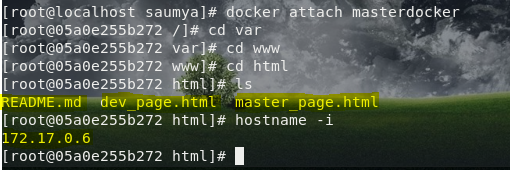 [root@localhost saumya]# docker attach masterdocker
[root@05a0e255b272 /]# cd var
[root@05a0e255b272 var]# cd www
[root@05a0e255b272 www]# cd html
[root@05a0e255b272 html]# ls
README.md  dev_page.html  master_page.html
[root@05a0e255b272 html]# hostname -i
172.17.0.6
[root@05a0e255b272 html]#